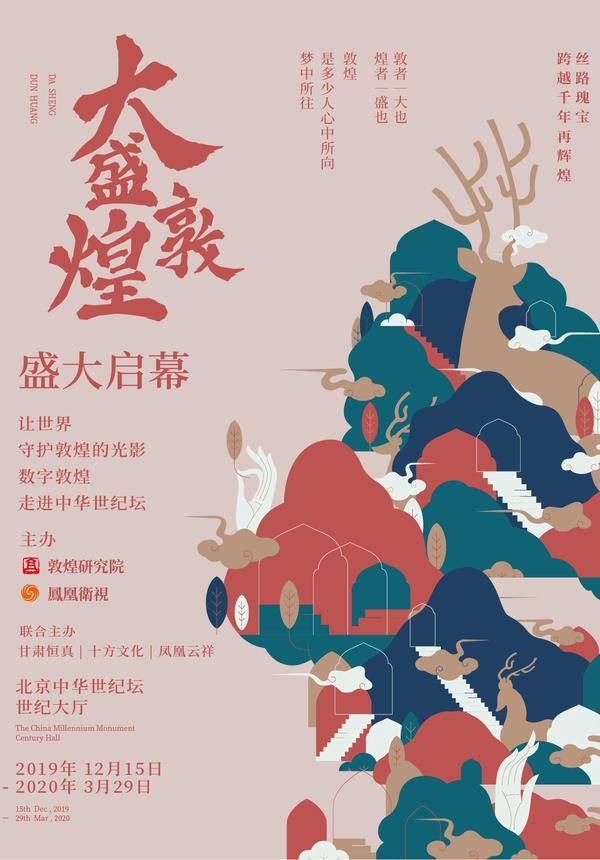 大盛敦煌
DA SHENG
DUN HUANG
敦者一大也
煌者一盛也
敦煌
是多少人心中所向
梦中所往
丝路瑰宝
跨越千年再辉煌
盛大启幕
让世界
守护敦煌的光影
数字敦煌
走进中华世纪坛
主办
敦煌研究院
鳳凰衛視
联合主办
甘肃恒真｜十方文化｜凤凰云祥
北京中华世纪坛
世纪大厅
The China Millennium Monument
Century Hall
2019年 12月15日
- 2020年 3月29日
15th Dec , 2019
- 29th Mar , 2020